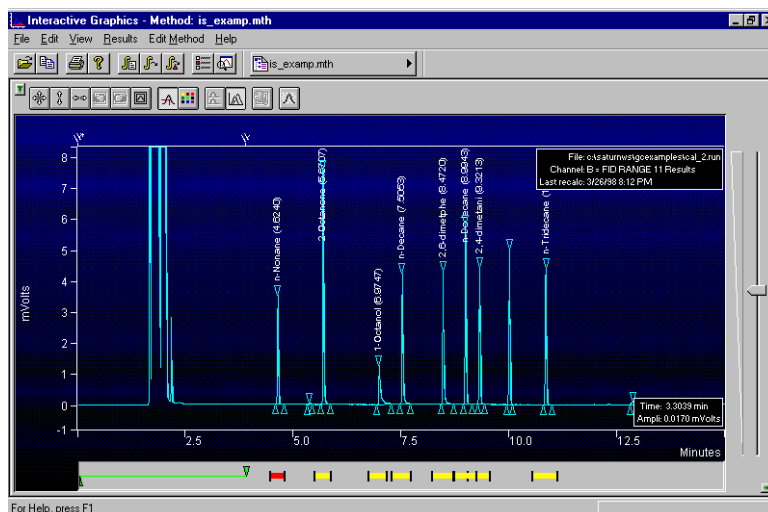 Interactive Graphics - Method: is_examp.mth
File Edit View Results Edit Method Help
is_examp.mth
File: c:\saturnws\gcexamples\cal_2.run
Channel: B = FID RANGE 11 Results
Last recalc: 3/26/98 8:12 PM
8
7
6
5
4
3
2
1
0
-1
mVolts
n-Nonane (4.6240)
2-Octanone (5.6707)
1-Octanol (6.9747)
n-Decane (7.5063)
2,6-dimetphe (8.4720)
n-Dodecane (8.9943)
2,4-dimetani (9.3213)
n-Tridecane (1
Time: 3.3039 min
Ampli: 0.0170 mVolts
2.5 5.0 7.5 10.0 12.5
Minutes
For Help, press F1